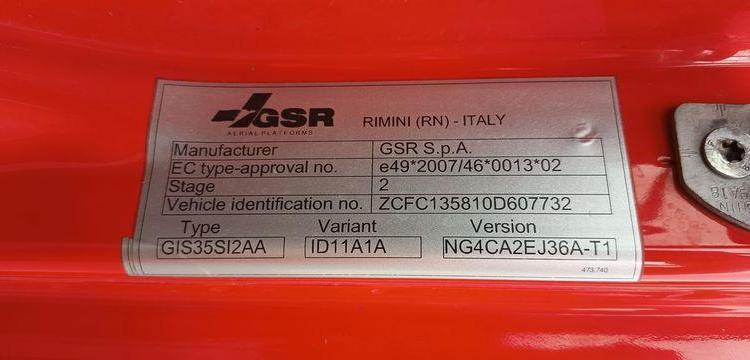 GSR
AERIAL PLATFORMS
RIMINI (RN) - ITALY
Manufacturer GSR S.p.A.
EC type-approval no. e49*2007/46*0013*02
Stage 2
Vehicle identification no. ZCFC135810D607732
Type Variant Version
GIS35SI2AA ID11A1A NG4CA2EJ36A-T1
473.740